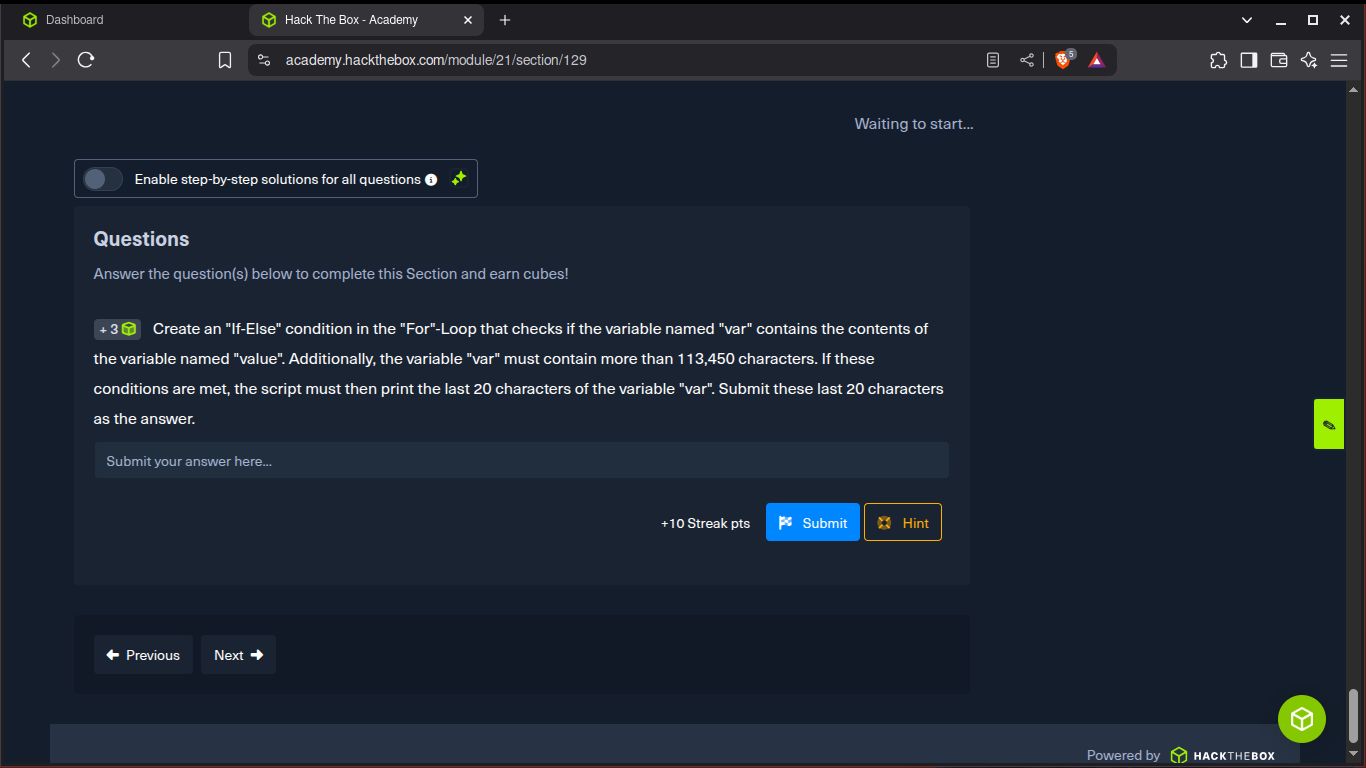 Dashboard
Hack The Box - Academy
academy.hackthebox.com/module/21/section/129
5
Waiting to start...
Enable step-by-step solutions for all questions
Questions
Answer the question(s) below to complete this Section and earn cubes!
+ 3 Create an "If-Else" condition in the "For"-Loop that checks if the variable named "var" contains the contents of
the variable named "value". Additionally, the variable "var" must contain more than 113,450 characters. If these
conditions are met, the script must then print the last 20 characters of the variable "var". Submit these last 20 characters
as the answer.
Submit your answer here...
+10 Streak pts Submit Hint
Previous Next
Powered by HACKTHEBOX